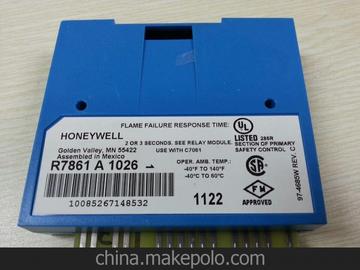 FLAME FAILURE RESPONSE TIME:
HONEYWELL
2 OR 3 SECONDS. SEE RELAY MODULE.
Golden Valley, MN 55422
USE WITH C7061
Assembled in Mexico
R7861 A 1026
OPER. AMB. TEMP.:
-40°F TO 140°F
-40°C TO 60°C
10085267148532
1122
UL
LISTED 285R
SECTION OF PRIMARY
SAFETY CONTROL
FM
APPROVED
97-4685W REV. C
china.makepolo.com